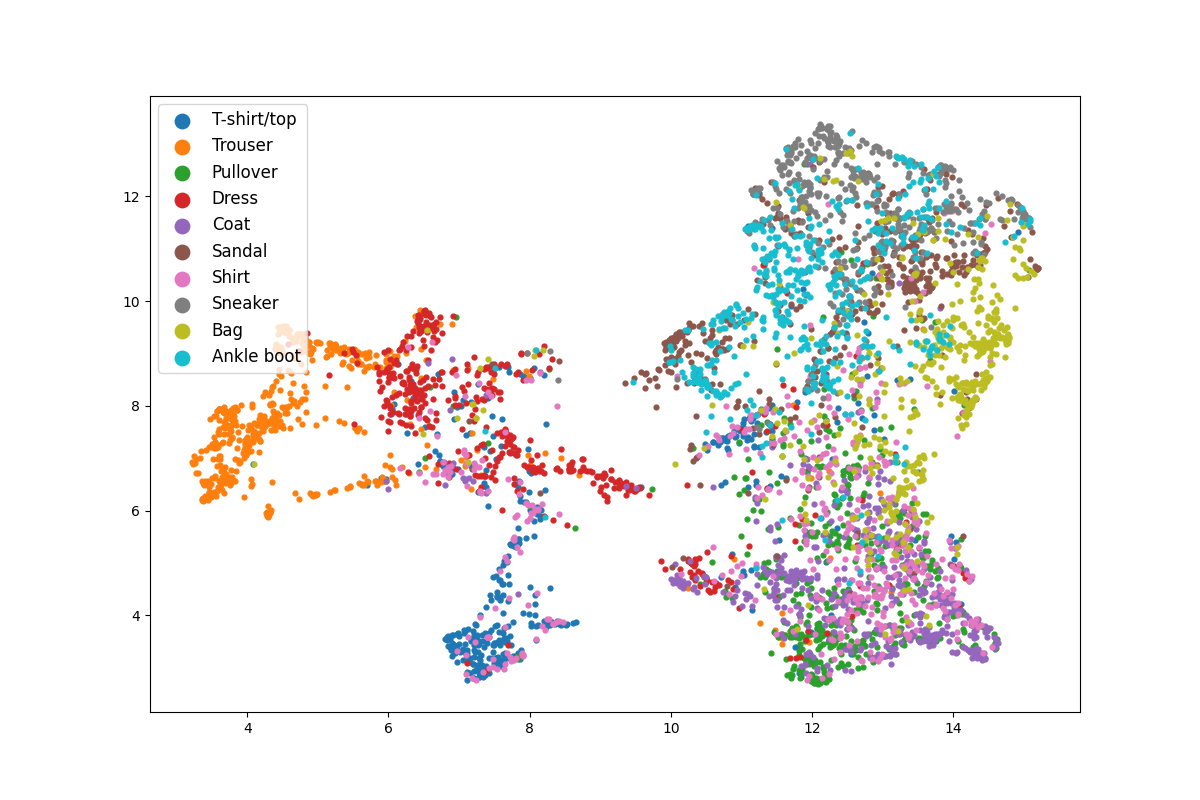 T-shirt/top
Trouser
Pullover
Dress
Coat
Sandal
Shirt
Sneaker
Bag
Ankle boot
12
10
8
6
4
4 6 8 10 12 14